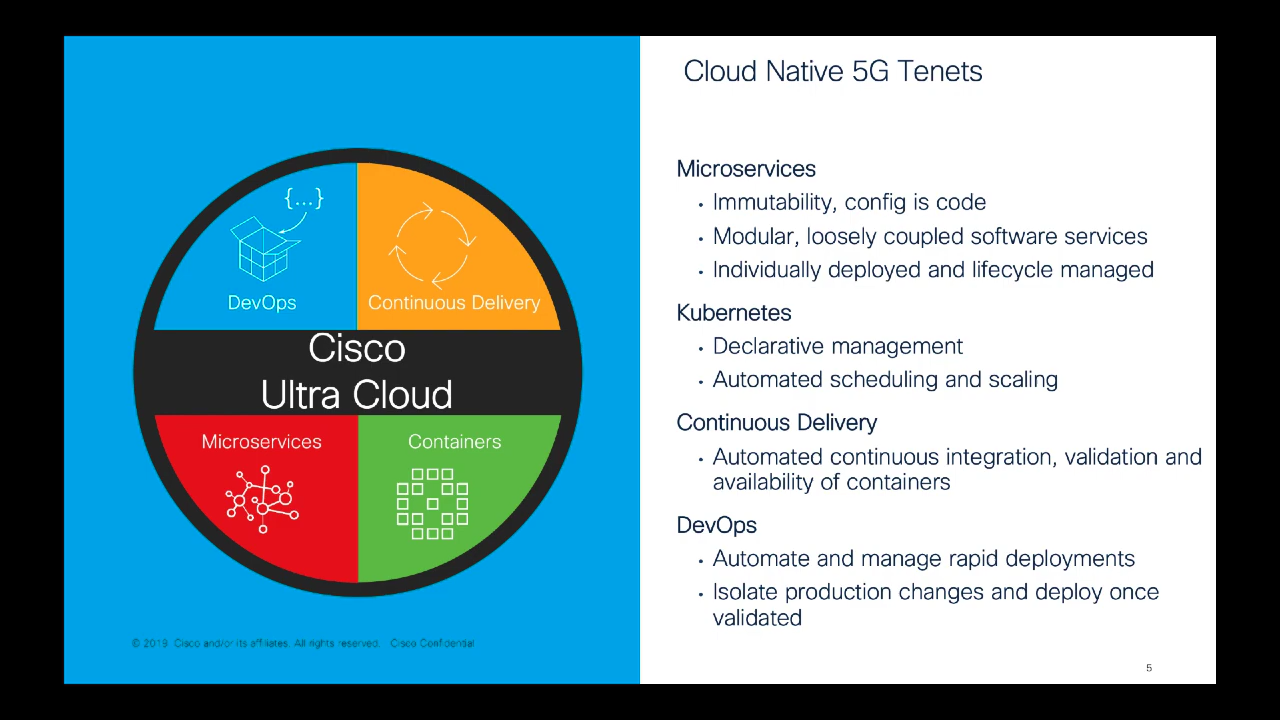 Cloud Native 5G Tenets
{...}
DevOps
Continuous Delivery
Cisco
Ultra Cloud
Microservices
Containers
Microservices
• Immutability, config is code
• Modular, loosely coupled software services
• Individually deployed and lifecycle managed
Kubernetes
• Declarative management
• Automated scheduling and scaling
Continuous Delivery
• Automated continuous integration, validation and
availability of containers
DevOps
• Automate and manage rapid deployments
• Isolate production changes and deploy once
validated
© 2019 Cisco and/or its affiliates. All rights reserved. Cisco Confidential
5